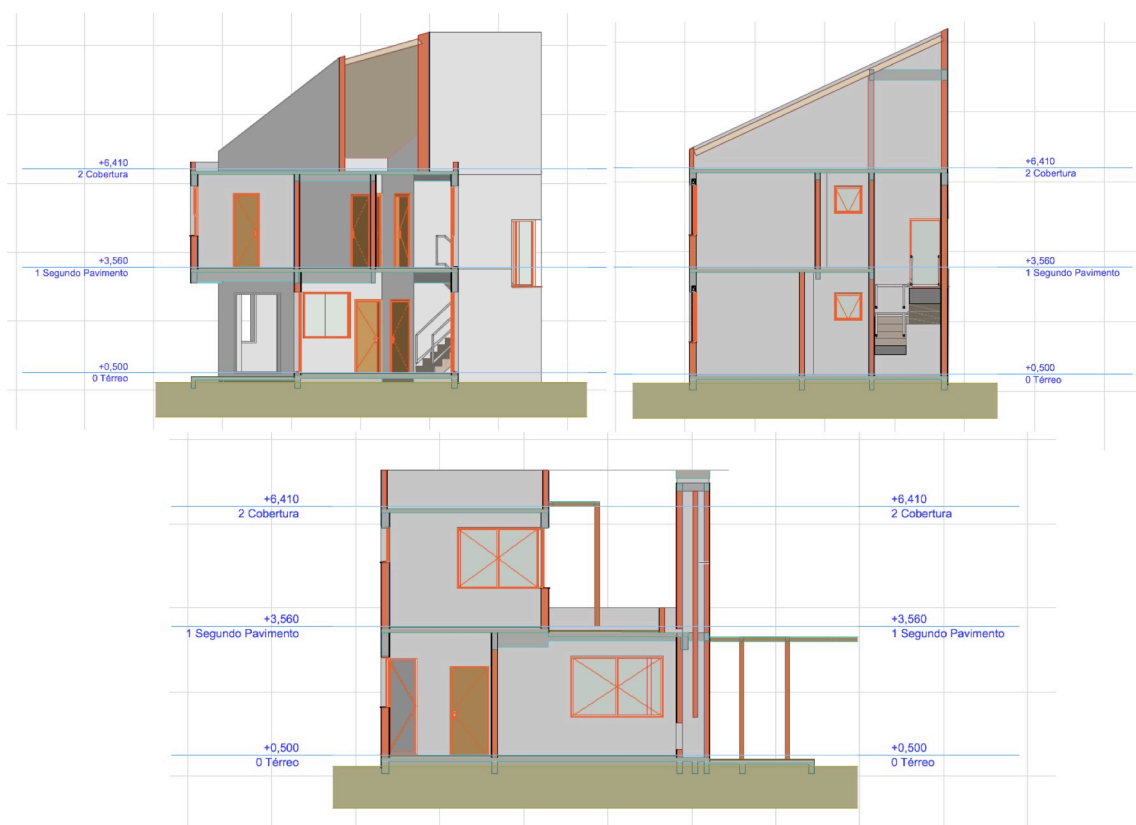 +6,410
2 Cobertura
+3,560
1 Segundo Pavimento
+0,500
0 Térreo
+6,410
2 Cobertura
+3,560
1 Segundo Pavimento
+0,500
0 Térreo
+6,410
2 Cobertura
+6,410
2 Cobertura
+3,560
1 Segundo Pavimento
+3,560
1 Segundo Pavimento
+0,500
0 Térreo
+0,500
0 Térreo